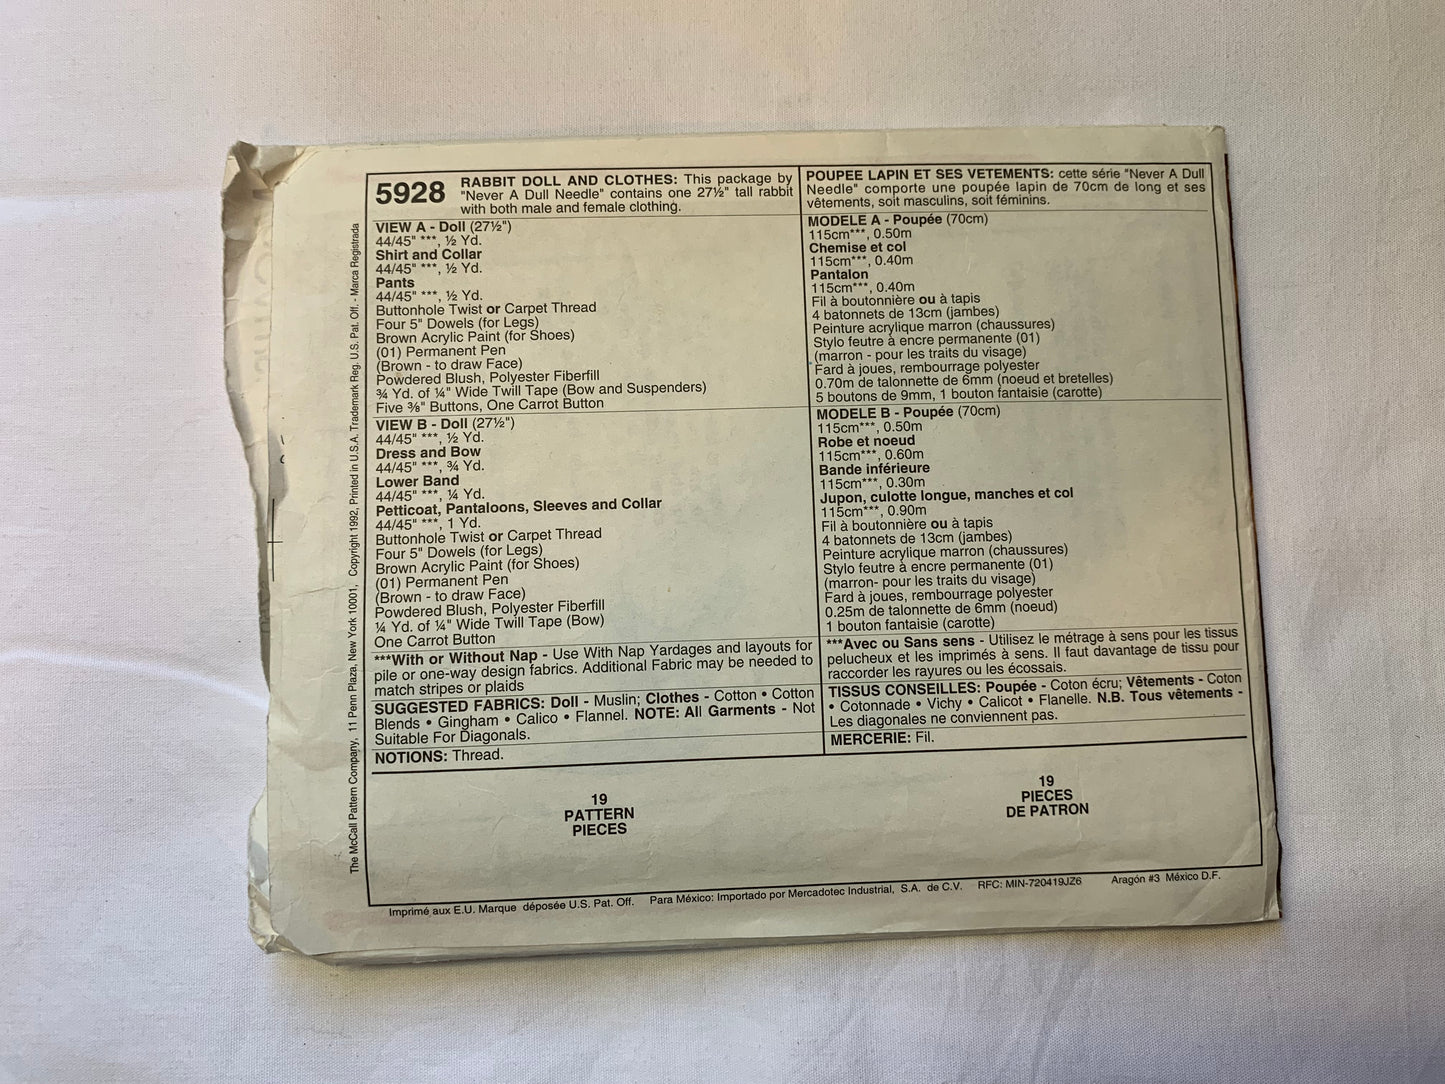 5928
RABBIT DOLL AND CLOTHES: This package by
"Never A Dull Needle" contains one 27½" tall rabbit
with both male and female clothing.
VIEW A - Doll (27½")
44/45" ***, ½ Yd.
Shirt and Collar
44/45" ***, ½ Yd.
Pants
44/45" ***, ½ Yd.
Buttonhole Twist or Carpet Thread
Four 5" Dowels (for Legs)
Brown Acrylic Paint (for Shoes)
(01) Permanent Pen
(Brown - to draw Face)
Powdered Blush, Polyester Fiberfill
¾ Yd. of ¼" Wide Twill Tape (Bow and Suspenders)
Five ⅜" Buttons, One Carrot Button
VIEW B - Doll (27½")
44/45" ***, ½ Yd.
Dress and Bow
44/45" ***, ¾ Yd.
Lower Band
44/45" ***, ¼ Yd.
Petticoat, Pantaloons, Sleeves and Collar
44/45" ***, 1 Yd.
Buttonhole Twist or Carpet Thread
Four 5" Dowels (for Legs)
Brown Acrylic Paint (for Shoes)
(01) Permanent Pen
(Brown - to draw Face)
Powdered Blush, Polyester Fiberfill
¼ Yd. of ¼" Wide Twill Tape (Bow)
One Carrot Button
***With or Without Nap - Use With Nap Yardages and layouts for
pile or one-way design fabrics. Additional Fabric may be needed to
match stripes or plaids
SUGGESTED FABRICS: Doll - Muslin; Clothes - Cotton • Cotton
Blends • Gingham • Calico • Flannel. NOTE: All Garments - Not
Suitable For Diagonals.
NOTIONS: Thread.
19
PATTERN
PIECES
POUPEE LAPIN ET SES VETEMENTS: cette série "Never A Dull
Needle" comporte une poupée lapin de 70cm de long et ses
vêtements, soit masculins, soit féminins.
MODELE A - Poupée (70cm)
115cm***, 0.50m
Chemise et col
115cm***, 0.40m
Pantalon
115cm***, 0.40m
Fil à boutonnière ou à tapis
4 batonnets de 13cm (jambes)
Peinture acrylique marron (chaussures)
Stylo feutre à encre permanente (01)
(marron - pour les traits du visage)
Fard à joues, rembourrage polyester
0.70m de talonnette de 6mm (noeud et bretelles)
5 boutons de 9mm, 1 bouton fantaisie (carotte)
MODELE B - Poupée (70cm)
115cm***, 0.50m
Robe et noeud
115cm***, 0.60m
Bande inférieure
115cm***, 0.30m
Jupon, culotte longue, manches et col
115cm***, 0.90m
Fil à boutonnière ou à tapis
4 batonnets de 13cm (jambes)
Peinture acrylique marron (chaussures)
Stylo feutre à encre permanente (01)
(marron- pour les traits du visage)
Fard à joues, rembourrage polyester
0.25m de talonnette de 6mm (noeud)
1 bouton fantaisie (carotte)
***Avec ou Sans sens - Utilisez le métrage à sens pour les tissus
pelucheux et les imprimés à sens. Il faut davantage de tissu pour
raccorder les rayures ou les écossais.
TISSUS CONSEILLES: Poupée - Coton écru; Vêtements - Coton
• Cotonnade • Vichy • Calicot • Flanelle. N.B. Tous vêtements -
Les diagonales ne conviennent pas.
MERCERIE: Fil.
19
PIECES
DE PATRON
Imprimé aux E.U. Marque déposée U.S. Pat. Off. Para México: Importado por Mercadotec Industrial, S.A. de C.V. RFC: MIN-720419JZ6 Aragón #3 México D.F.
The McCall Pattern Company, 11 Penn Plaza, New York 10001, Copyright 1992, Printed in U.S.A. Trademark Reg. U.S. Pat. Off. - Marca Registrada